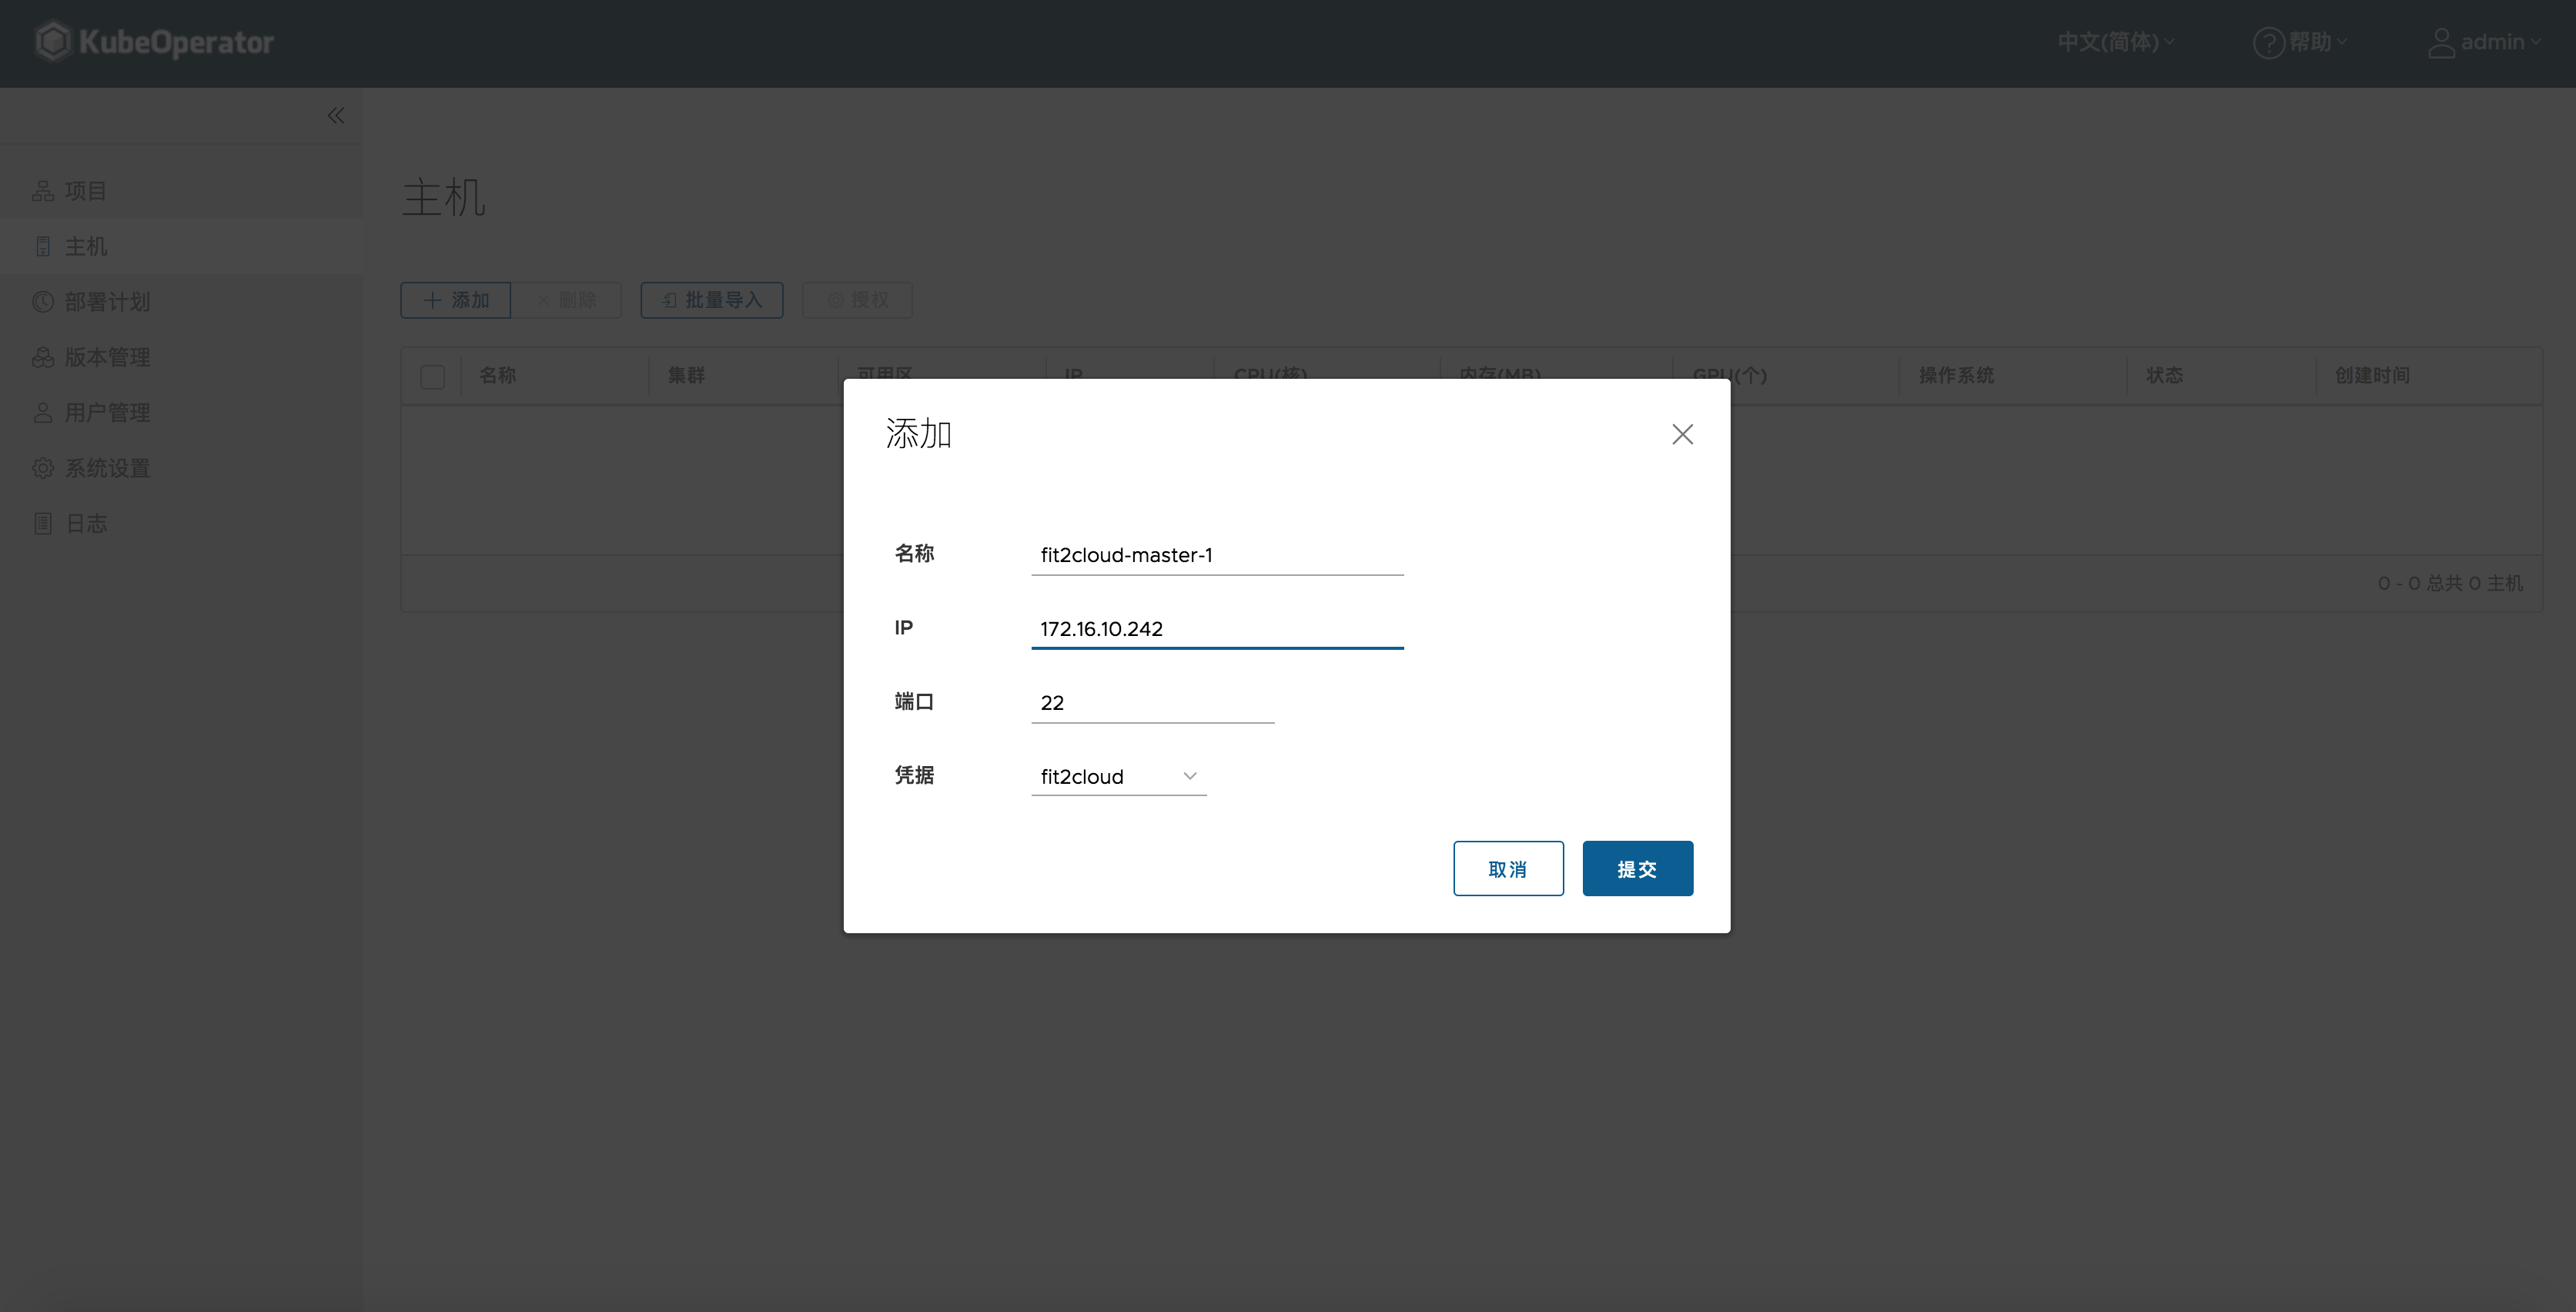 KubeOperator
中文(简体)
帮助
admin
项目
主机
部署计划
版本管理
用户管理
系统设置
日志
主机
添加
删除
批量导入
授权
名称 集群 可用区 IP CPU(核) 内存(MB) GPU(个) 操作系统 状态 创建时间
0 - 0 总共 0 主机
添加
名称 fit2cloud-master-1
IP 172.16.10.242
端口 22
凭据 fit2cloud
取消
提交